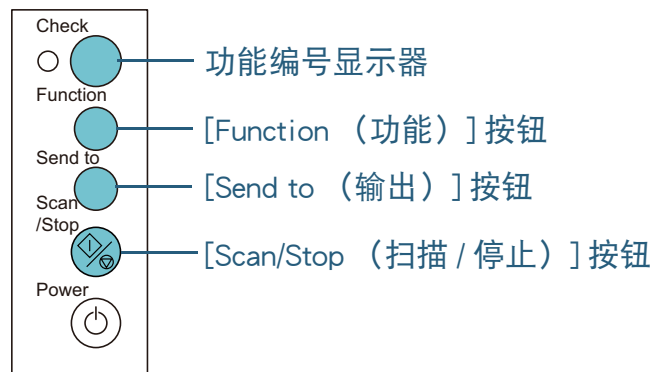 Check
功能编号显示器
Function
[Function （功能）] 按钮
Send to
[Send to （输出）] 按钮
Scan
/Stop
[Scan/Stop （扫描 / 停止）] 按钮
Power